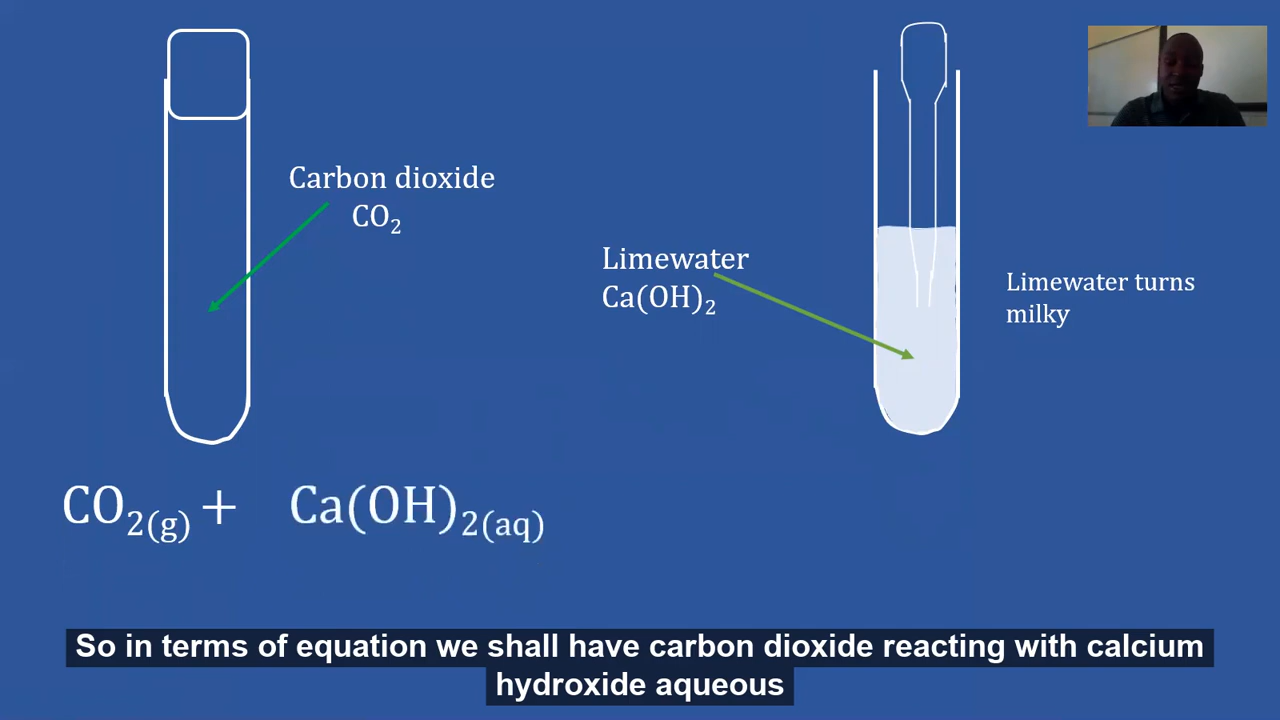 Carbon dioxide
CO₂
Limewater
Ca(OH)₂
Limewater turns
milky
CO₂(g) + Ca(OH)₂(aq)
So in terms of equation we shall have carbon dioxide reacting with calcium
hydroxide aqueous